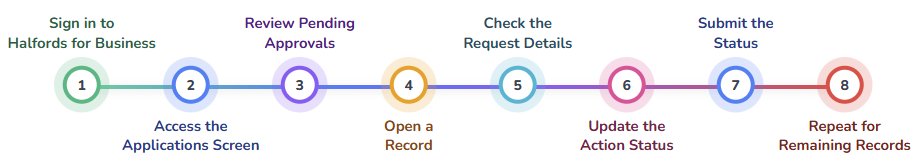 Sign in to
Halfords for Business
1
Access the
Applications Screen
2
Review Pending
Approvals
3
Open a
Record
4
Check the
Request Details
5
Update the
Action Status
6
Submit the
Status
7
Repeat for
Remaining Records
8